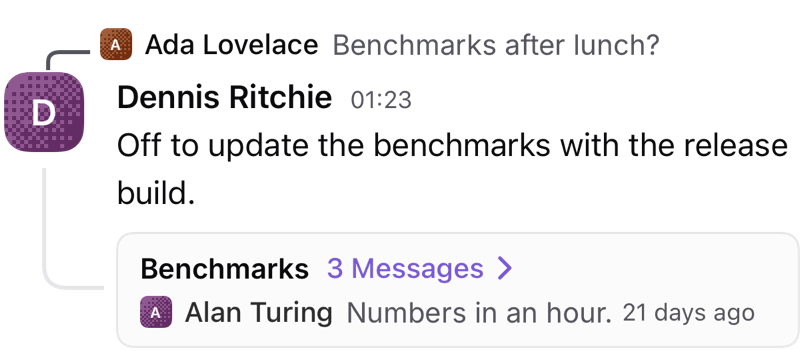 A Ada Lovelace Benchmarks after lunch?
D
Dennis Ritchie 01:23
Off to update the benchmarks with the release
build.
Benchmarks 3 Messages
A Alan Turing Numbers in an hour. 21 days ago